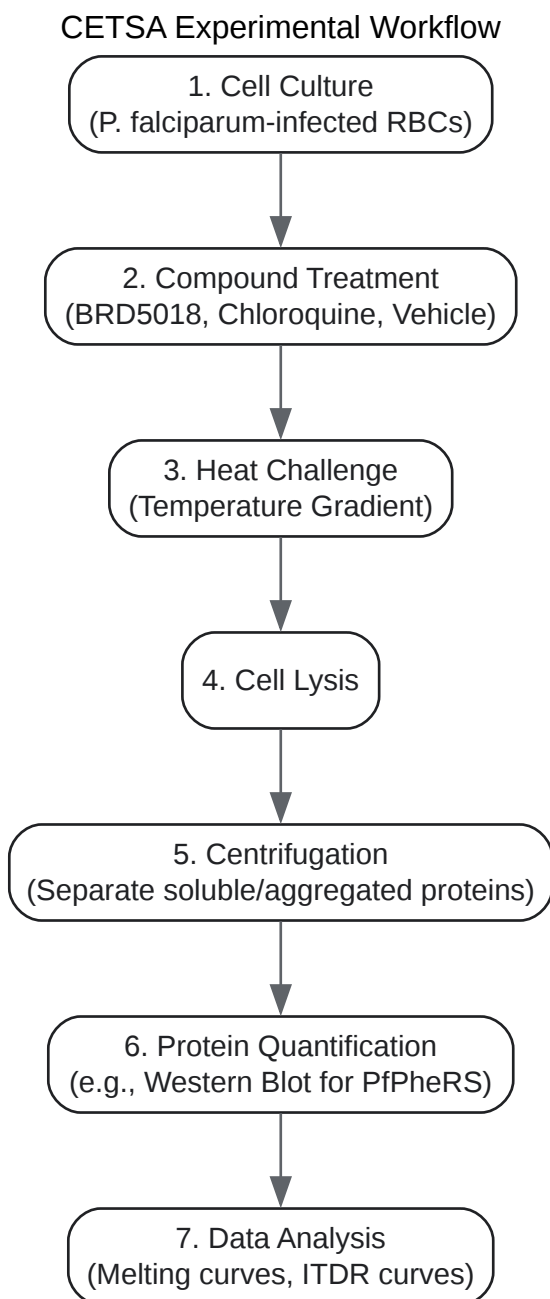 CETSA Experimental Workflow
1. Cell Culture
(P. falciparum-infected RBCs)
2. Compound Treatment
(BRD5018, Chloroquine, Vehicle)
3. Heat Challenge
(Temperature Gradient)
4. Cell Lysis
5. Centrifugation
(Separate soluble/aggregated proteins)
6. Protein Quantification
(e.g., Western Blot for PfPheRS)
7. Data Analysis
(Melting curves, ITDR curves)